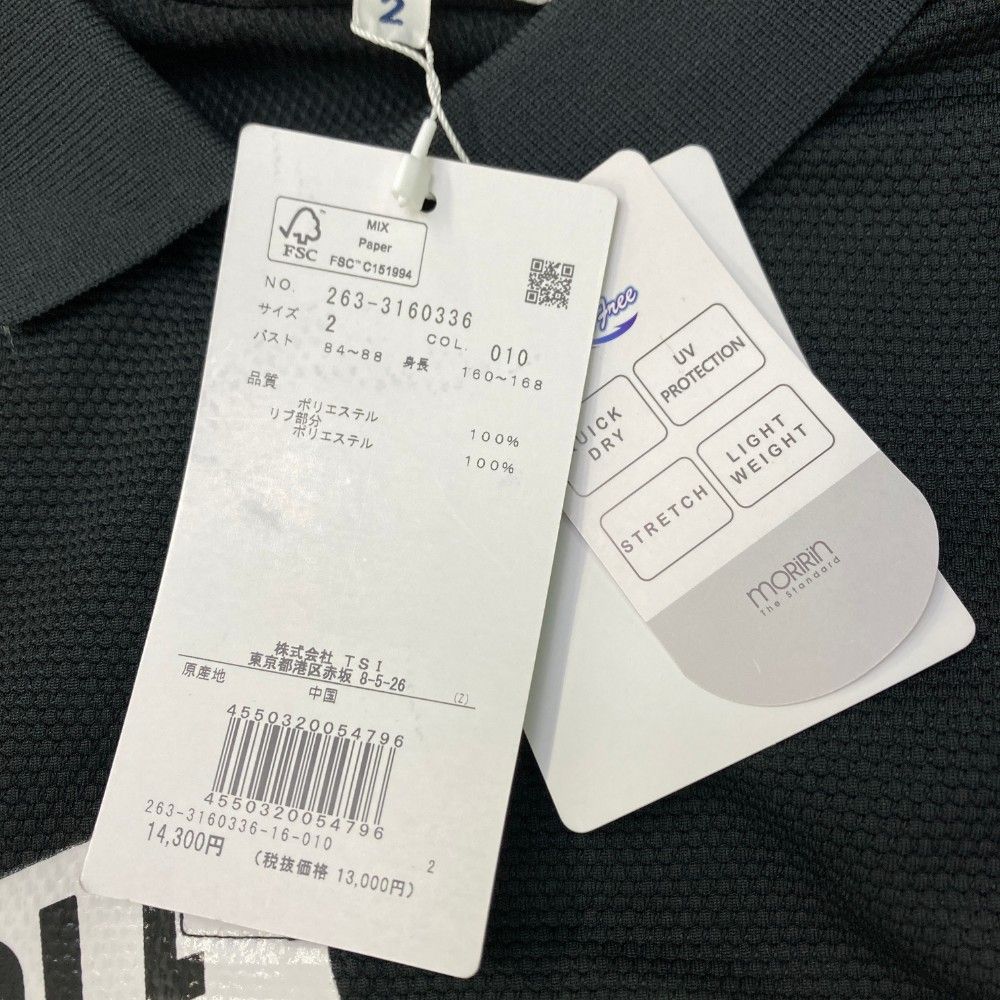 2
FSC™
MIX
Paper
FSC™ C151994
NO. 263-3160336
サイズ 2 COL. 010
バスト 84～88 身長 160～168
品質
ポリエステル 100%
リブ部分
ポリエステル 100%
株式会社 TSI
東京都港区赤坂 8-5-26
原産地 中国 (Z)
4550320054796
4550320054796
263-3160336-16-010
14,300円 (税抜価格 13,000円) 2
free
UV
PROTECTION
QUICK
DRY
LIGHT
WEIGHT
STRETCH
MORIRIN
The Standard